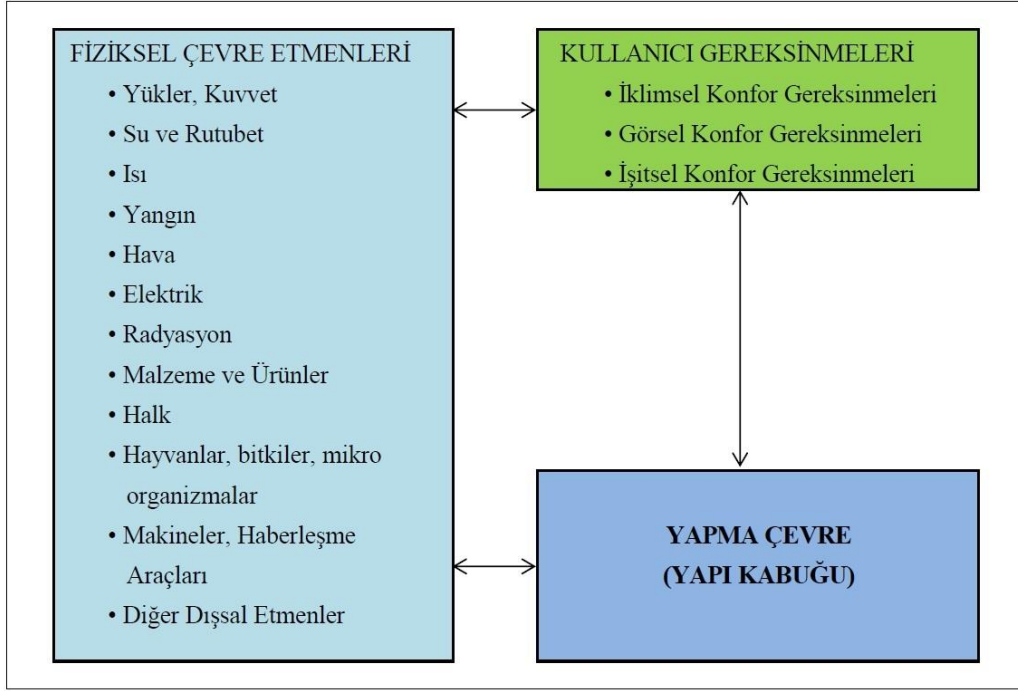 FİZİKSEL ÇEVRE ETMENLERİ
• Yükler, Kuvvet
• Su ve Rutubet
• Isı
• Yangın
• Hava
• Elektrik
• Radyasyon
• Malzeme ve Ürünler
• Halk
• Hayvanlar, bitkiler, mikro
organizmalar
• Makineler, Haberleşme
Araçları
• Diğer Dışsal Etmenler
KULLANICI GEREKSİNMELERİ
• İklimsel Konfor Gereksinmeleri
• Görsel Konfor Gereksinmeleri
• İşitsel Konfor Gereksinmeleri
YAPMA ÇEVRE
(YAPI KABUĞU)